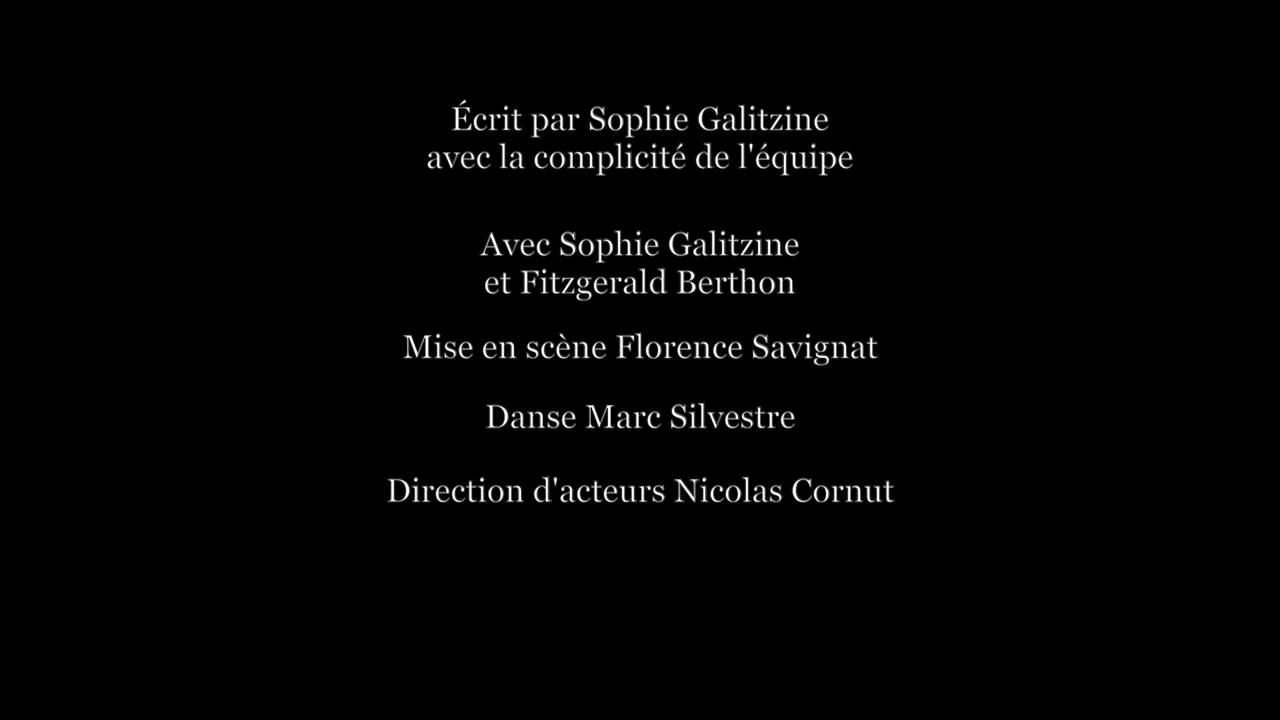 Écrit par Sophie Galitzine
avec la complicité de l'équipe
Avec Sophie Galitzine
et Fitzgerald Berthon
Mise en scène Florence Savignat
Danse Marc Silvestre
Direction d'acteurs Nicolas Cornut